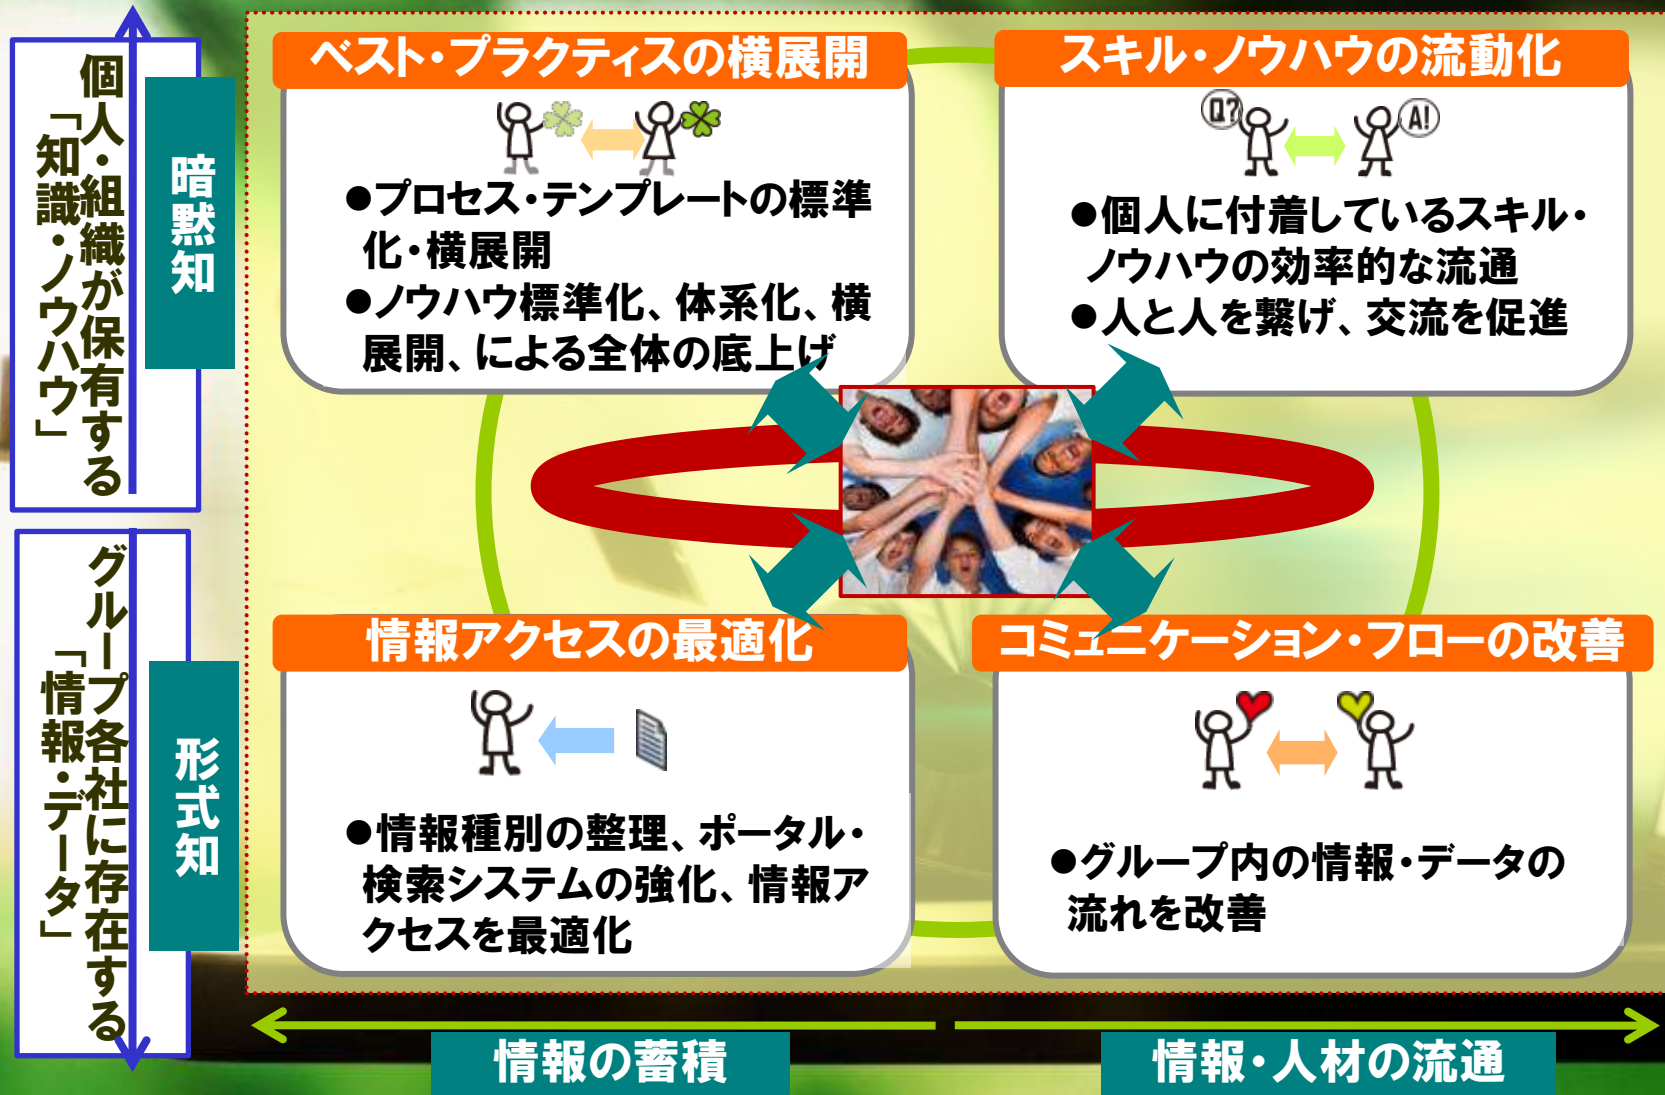 個人・組織が保有する
「知識・ノウハウ」
暗黙知
ベスト・プラクティスの横展開
●プロセス・テンプレートの標準
化・横展開
●ノウハウ標準化、体系化、横
展開、による全体の底上げ
スキル・ノウハウの流動化
Q?
A!
●個人に付着しているスキル・
ノウハウの効率的な流通
●人と人を繋げ、交流を促進
グループ各社に存在する
「情報・データ」
形式知
情報アクセスの最適化
●情報種別の整理、ポータル・
検索システムの強化、情報ア
クセスを最適化
コミュニケーション・フローの改善
●グループ内の情報・データの
流れを改善
情報の蓄積
情報・人材の流通